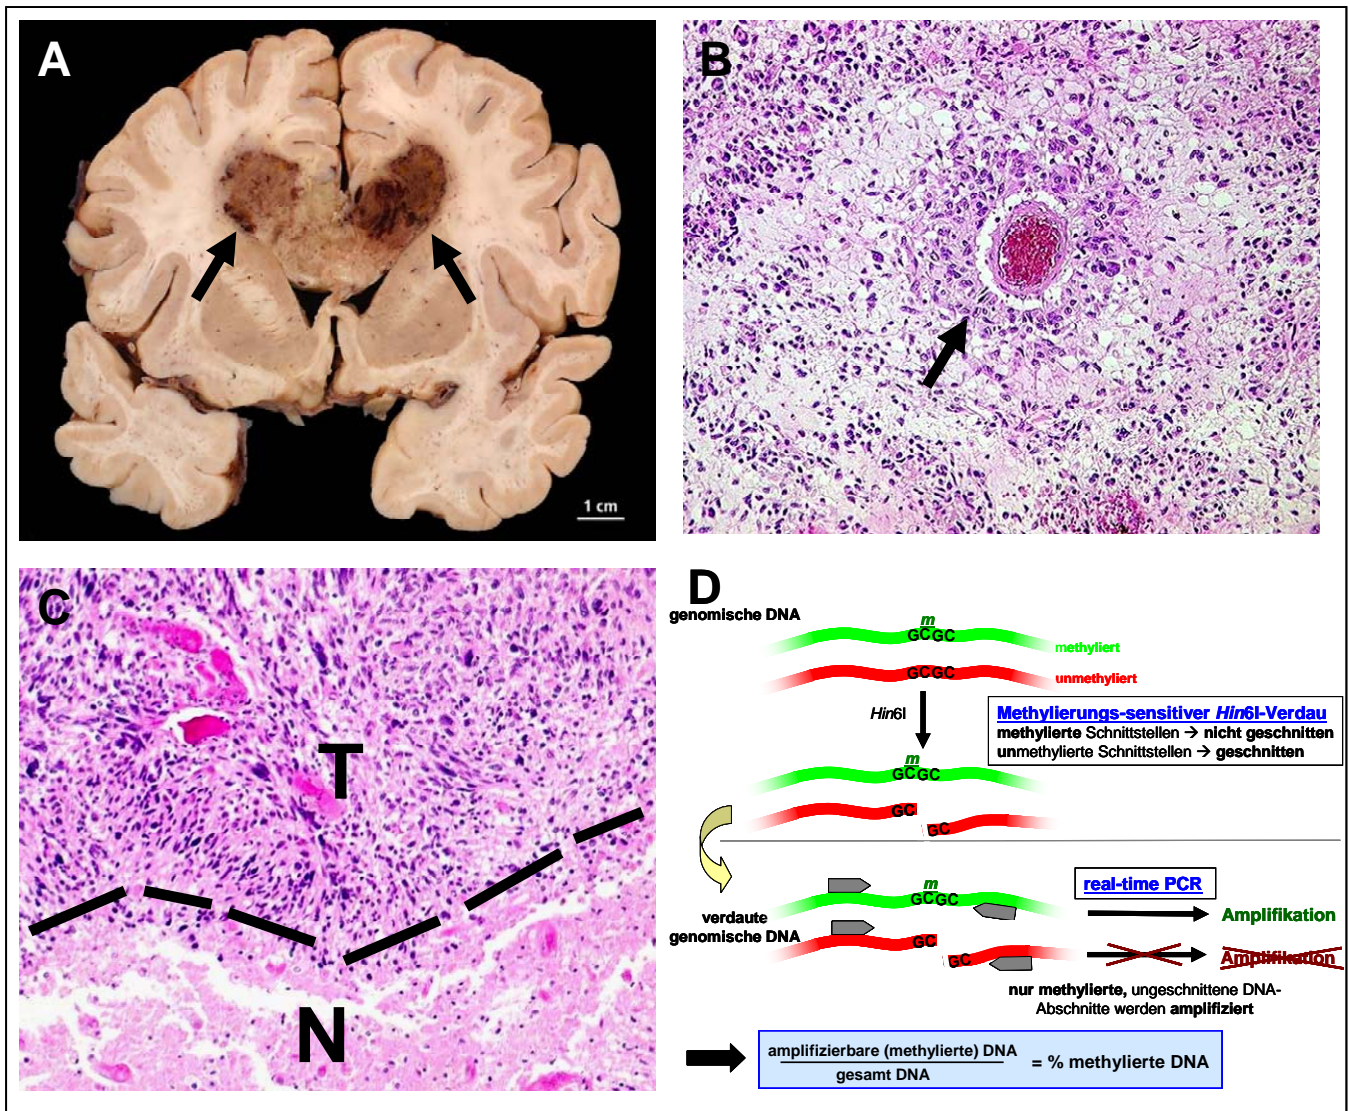 A
B
1 cm
C
T
N
D
genomische DNA
m
GCGC
methyliert
GCGC
unmethyliert
Hin6I
Methylierungs-sensitiver Hin6I-Verdau
methylierte Schnittstellen → nicht geschnitten
unmethylierte Schnittstellen → geschnitten
m
GCGC
GC
GC
real-time PCR
m
GCGC
Amplifikation
verdaute
genomische DNA
GC
GC
Amplifikation
nur methylierte, ungeschnittene DNA-
Abschnitte werden amplifiziert
amplifizierbare (methylierte) DNA
gesamt DNA
= % methylierte DNA